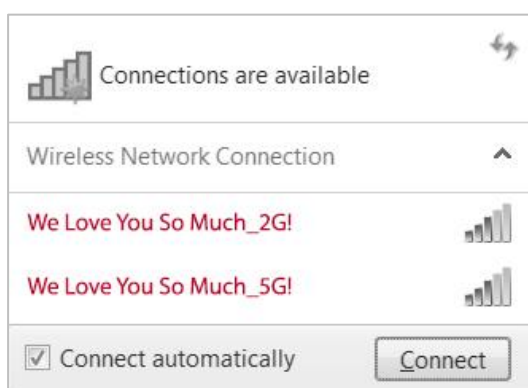 Connections are available
Wireless Network Connection
We Love You So Much_2G!
We Love You So Much_5G!
Connect automatically
Connect